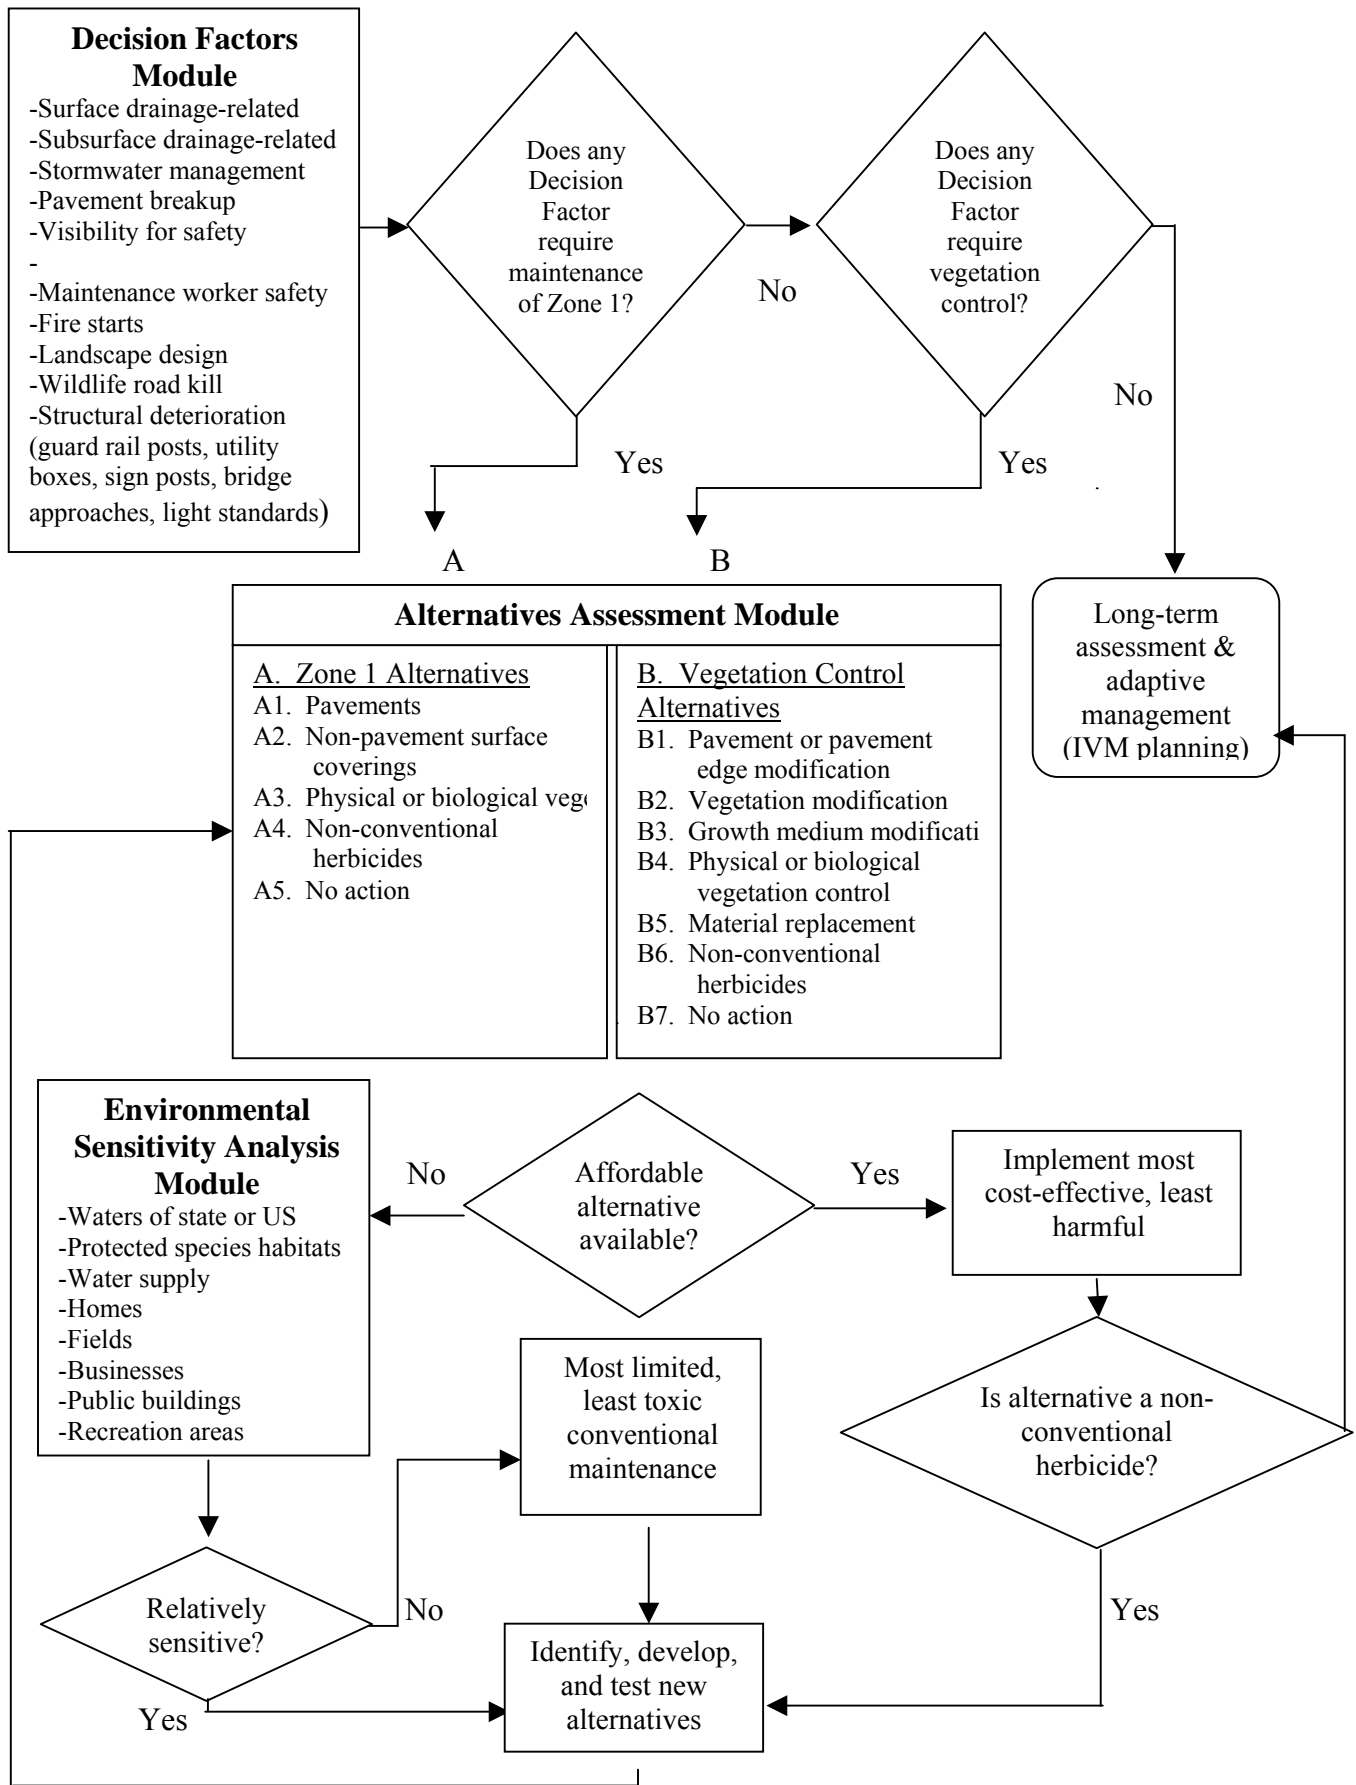 Decision Factors
Module
-Surface drainage-related
-Subsurface drainage-related
-Stormwater management
-Pavement breakup
-Visibility for safety
-
-Maintenance worker safety
-Fire starts
-Landscape design
-Wildlife road kill
-Structural deterioration
(guard rail posts, utility
boxes, sign posts, bridge
approaches, light standards)
Does any
Decision
Factor
require
maintenance
of Zone 1?
No
Yes
Does any
Decision
Factor
require
vegetation
control?
No
Yes
A
B
Long-term
assessment &
adaptive
management
(IVM planning)
Alternatives Assessment Module
A. Zone 1 Alternatives
A1. Pavements
A2. Non-pavement surface
coverings
A3. Physical or biological vege
A4. Non-conventional
herbicides
A5. No action
B. Vegetation Control
Alternatives
B1. Pavement or pavement
edge modification
B2. Vegetation modification
B3. Growth medium modificati
B4. Physical or biological
vegetation control
B5. Material replacement
B6. Non-conventional
herbicides
B7. No action
Environmental
Sensitivity Analysis
Module
-Waters of state or US
-Protected species habitats
-Water supply
-Homes
-Fields
-Businesses
-Public buildings
-Recreation areas
No
Affordable
alternative
available?
Yes
Implement most
cost-effective, least
harmful
Most limited,
least toxic
conventional
maintenance
Is alternative a non-
conventional
herbicide?
Relatively
sensitive?
No
Yes
Identify, develop,
and test new
alternatives
Yes